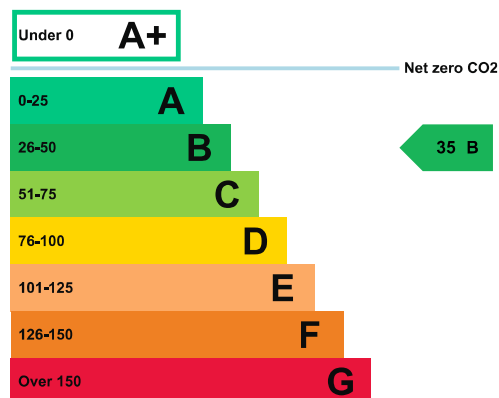 Under 0 A+
Net zero CO2
0-25 A
26-50 B
35 B
51-75 C
76-100 D
101-125 E
126-150 F
Over 150 G